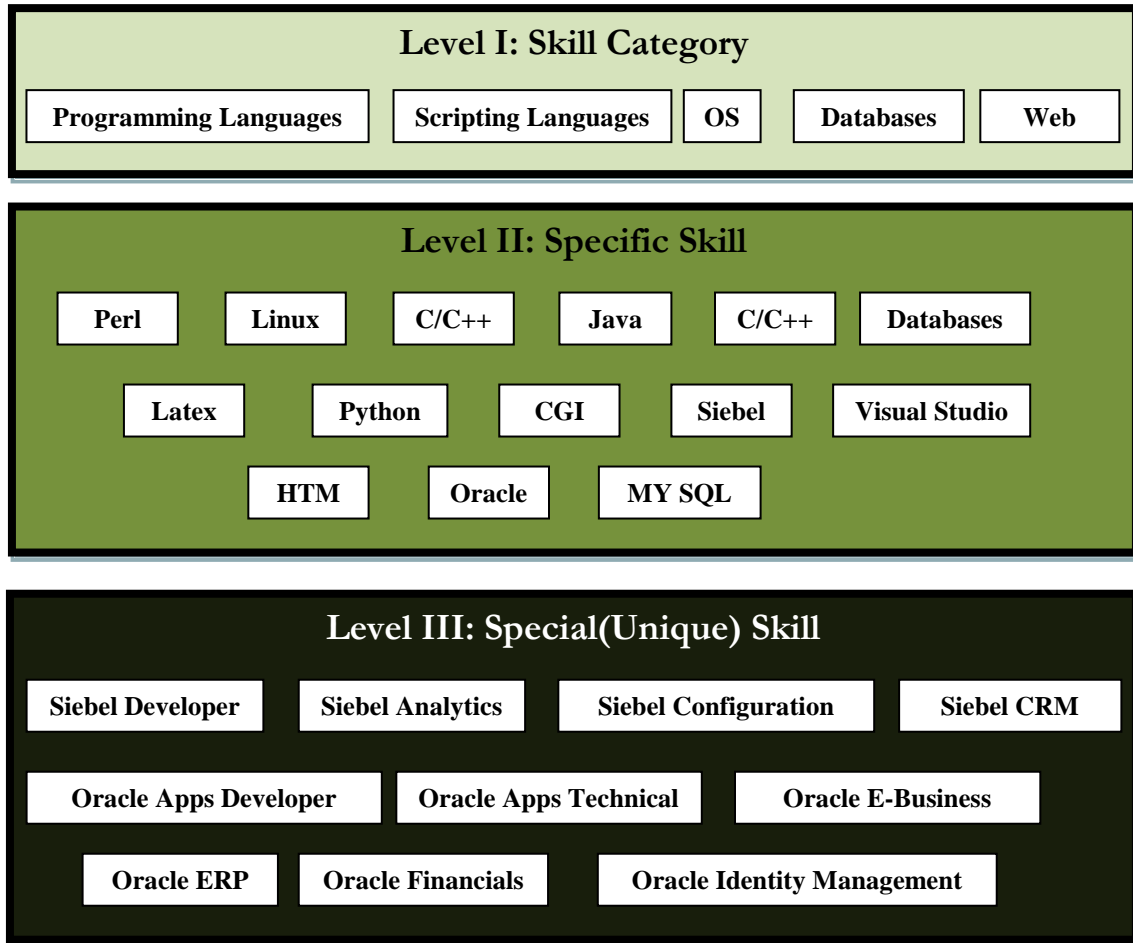 Level I: Skill Category
Programming Languages Scripting Languages OS Databases Web
Level II: Specific Skill
Perl Linux C/C++ Java C/C++ Databases
Latex Python CGI Siebel Visual Studio
HTM Oracle MY SQL
Level III: Special(Unique) Skill
Siebel Developer Siebel Analytics Siebel Configuration Siebel CRM
Oracle Apps Developer Oracle Apps Technical Oracle E-Business
Oracle ERP Oracle Financials Oracle Identity Management